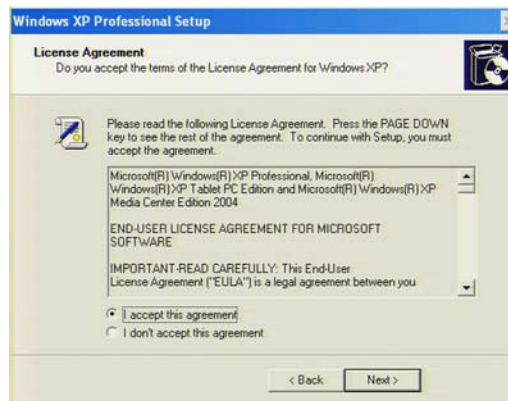 Windows XP Professional Setup
License Agreement
Do you accept the terms of the License Agreement for Windows XP?
Please read the following License Agreement. Press the PAGE DOWN
key to see the rest of the agreement. To continue with Setup, you must
accept the agreement.
Microsoft(R) Windows(R) XP Professional, Microsoft(R)
Windows(R) XP Tablet PC Edition and Microsoft(R) Windows(R) XP
Media Center Edition 2004
END-USER LICENSE AGREEMENT FOR MICROSOFT
SOFTWARE
IMPORTANT-READ CAREFULLY: This End-User
License Agreement ("EULA") is a legal agreement between you
I accept this agreement
I don't accept this agreement
< Back
Next >